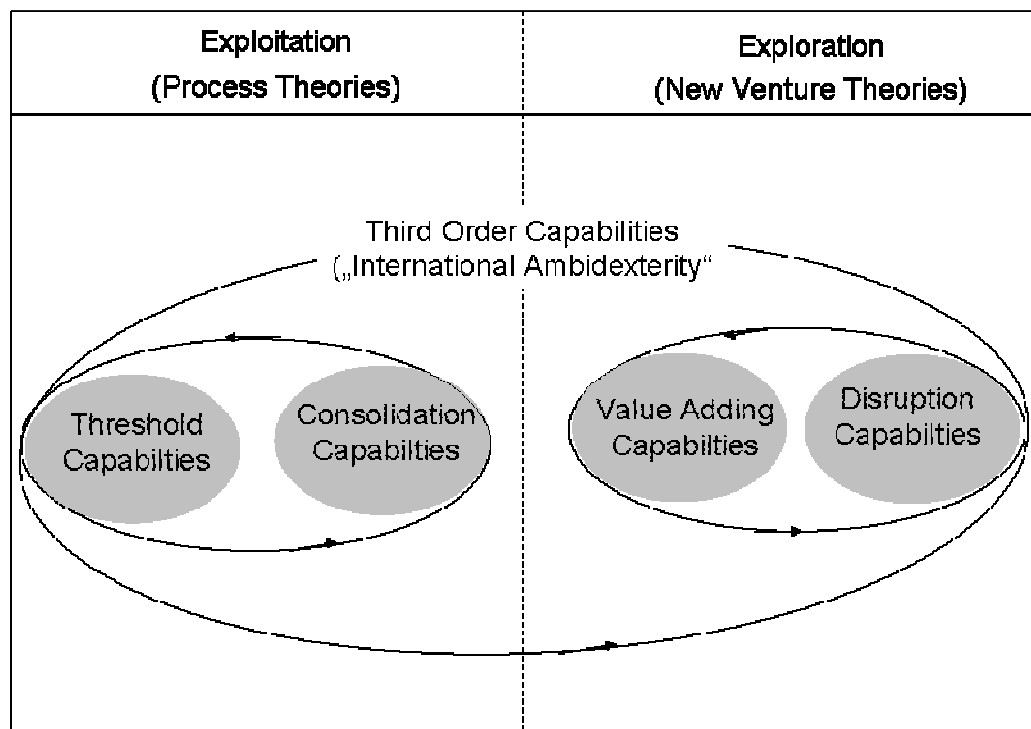 Exploitation
(Process Theories)
Exploration
(New Venture Theories)
Third Order Capabilities
(„International Ambidexterity“
Threshold
Capabilties
Consolidation
Capabilties
Value Adding
Capabilties
Disruption
Capabilties